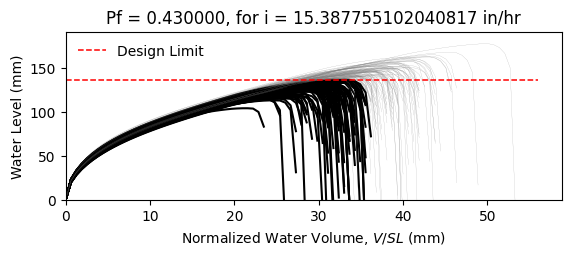 Pf = 0.430000, for i = 15.387755102040817 in/hr
Design Limit
Water Level (mm)
150
100
50
0
0 10 20 30 40 50
Normalized Water Volume, V/SL (mm)